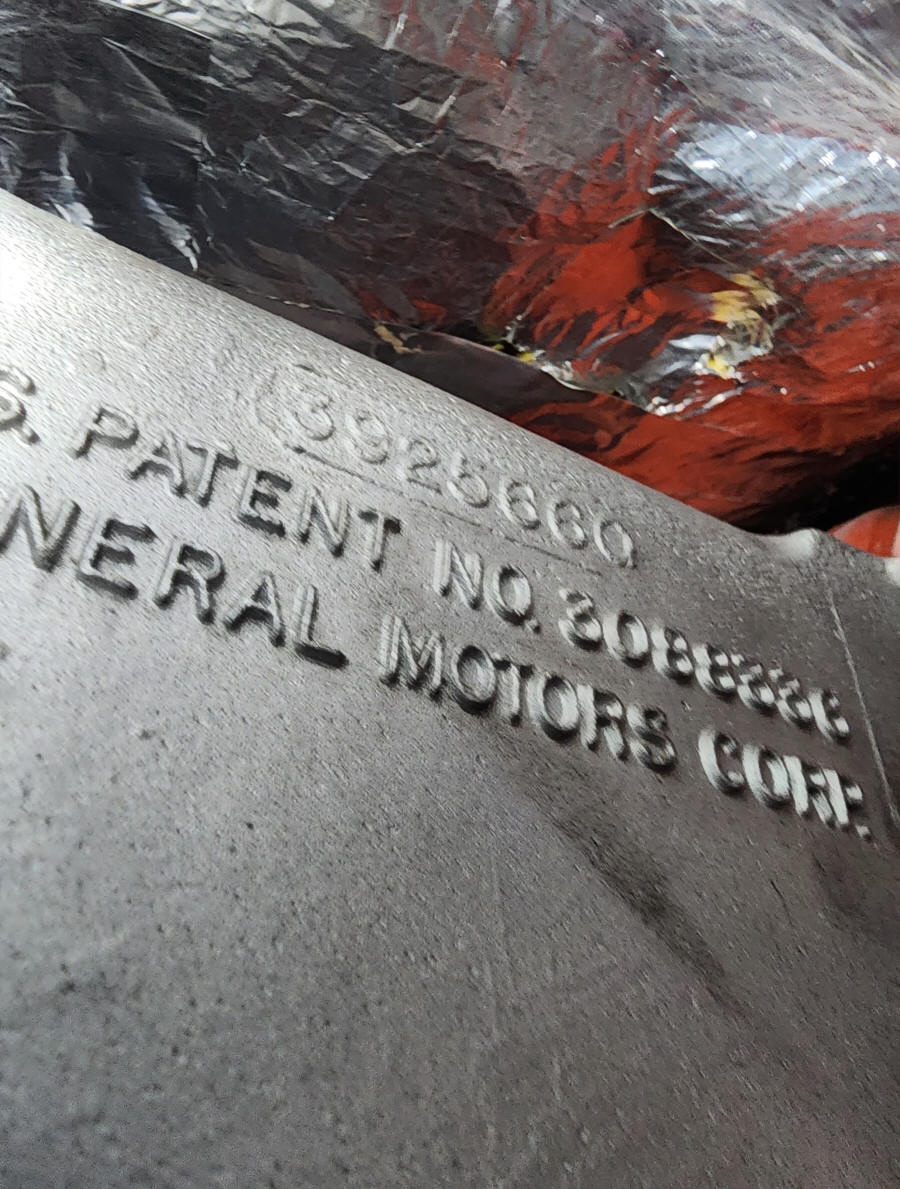 3925660
S. PATENT NO. 3088336
NERAL MOTORS CORP.